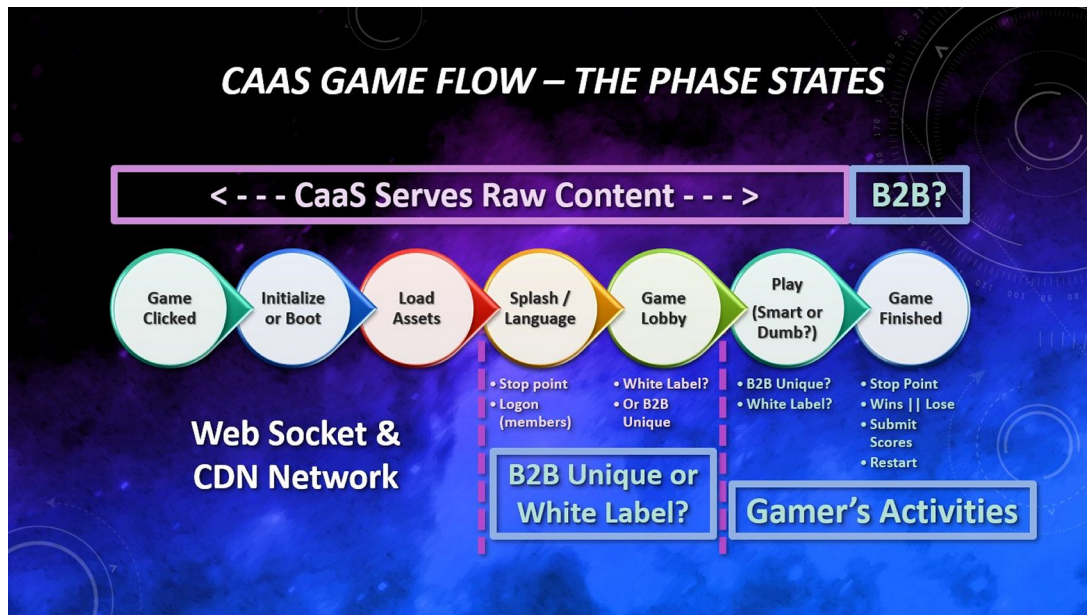 CAAS GAME FLOW – THE PHASE STATES
< - - - CaaS Serves Raw Content - - - >
B2B?
Game
Clicked
Initialize
or Boot
Load
Assets
Splash /
Language
Game
Lobby
Play
(Smart or
Dumb?)
Game
Finished
• Stop point
• Logon
(members)
• White Label?
• Or B2B
Unique
• B2B Unique?
• White Label?
• Stop Point
• Wins || Lose
• Submit
Scores
• Restart
Web Socket &
CDN Network
B2B Unique or
White Label?
Gamer's Activities